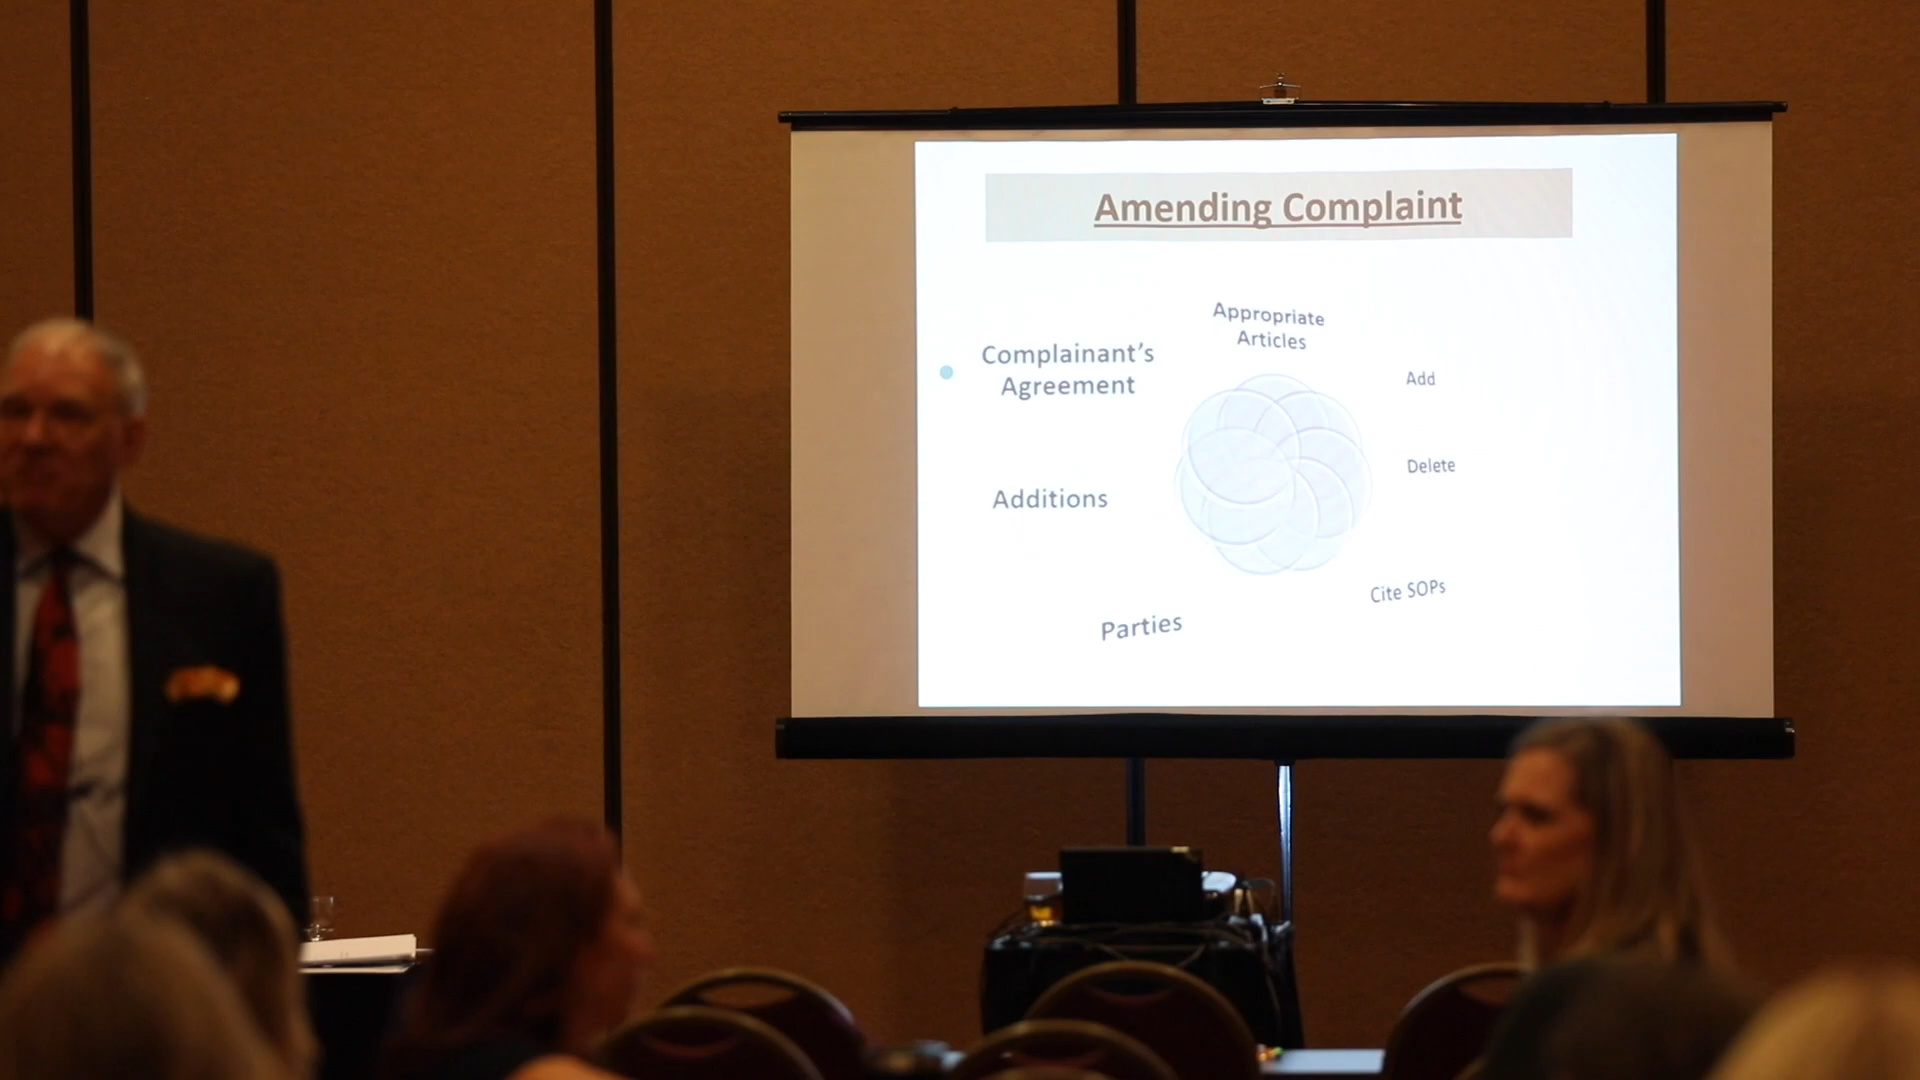 Amending Complaint
Appropriate
Articles
Complainant's
Agreement
Add
Delete
Additions
Cite SOPs
Parties